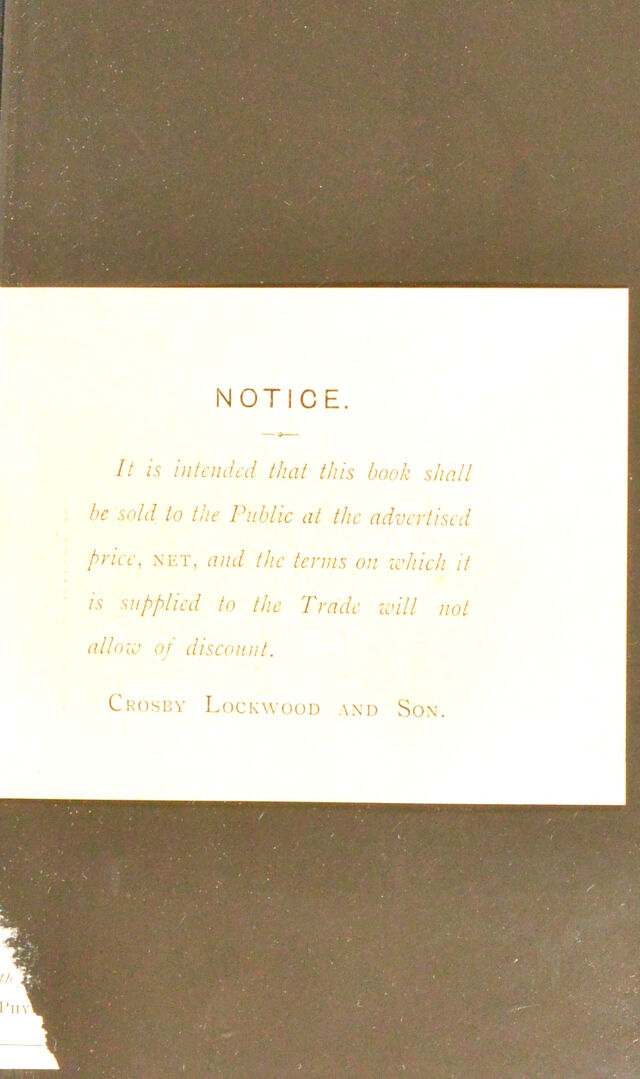 NOTICE.
It is intended that this book shall
be sold to the Public at the advertised
price, NET, and the terms on which it
is supplied to the Trade will not
allow of discount.
CROSBY LOCKWOOD AND SON.